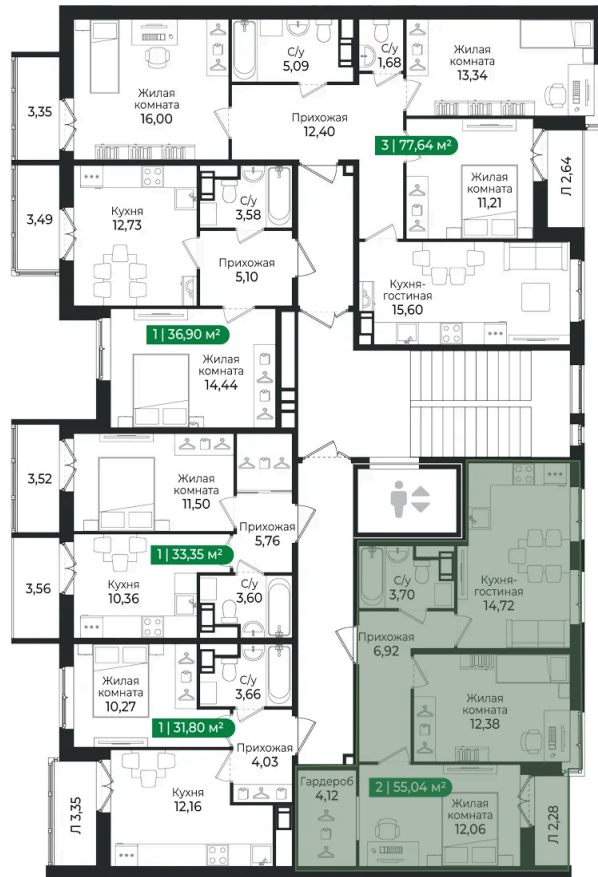 3,35
Жилая
комната
16,00
С/у
5,09
С/у
1,68
Жилая
комната
13,34
Прихожая
12,40
3 | 77,64 м²
Жилая
комната
11,21
Л 2,64
3,49
Кухня
12,73
С/у
3,58
Прихожая
5,10
Кухня-
гостиная
15,60
1 | 36,90 м²
Жилая
комната
14,44
3,52
Жилая
комната
11,50
Прихожая
5,76
3,56
1 | 33,35 м²
Кухня
10,36
С/у
3,60
С/у
3,70
Кухня-
гостиная
14,72
Прихожая
6,92
Жилая
комната
10,27
С/у
3,66
1 | 31,80 м²
Прихожая
4,03
Жилая
комната
12,38
Л 3,35
Кухня
12,16
Гардероб
4,12
2 | 55,04 м²
Жилая
комната
12,06
Л 2,28